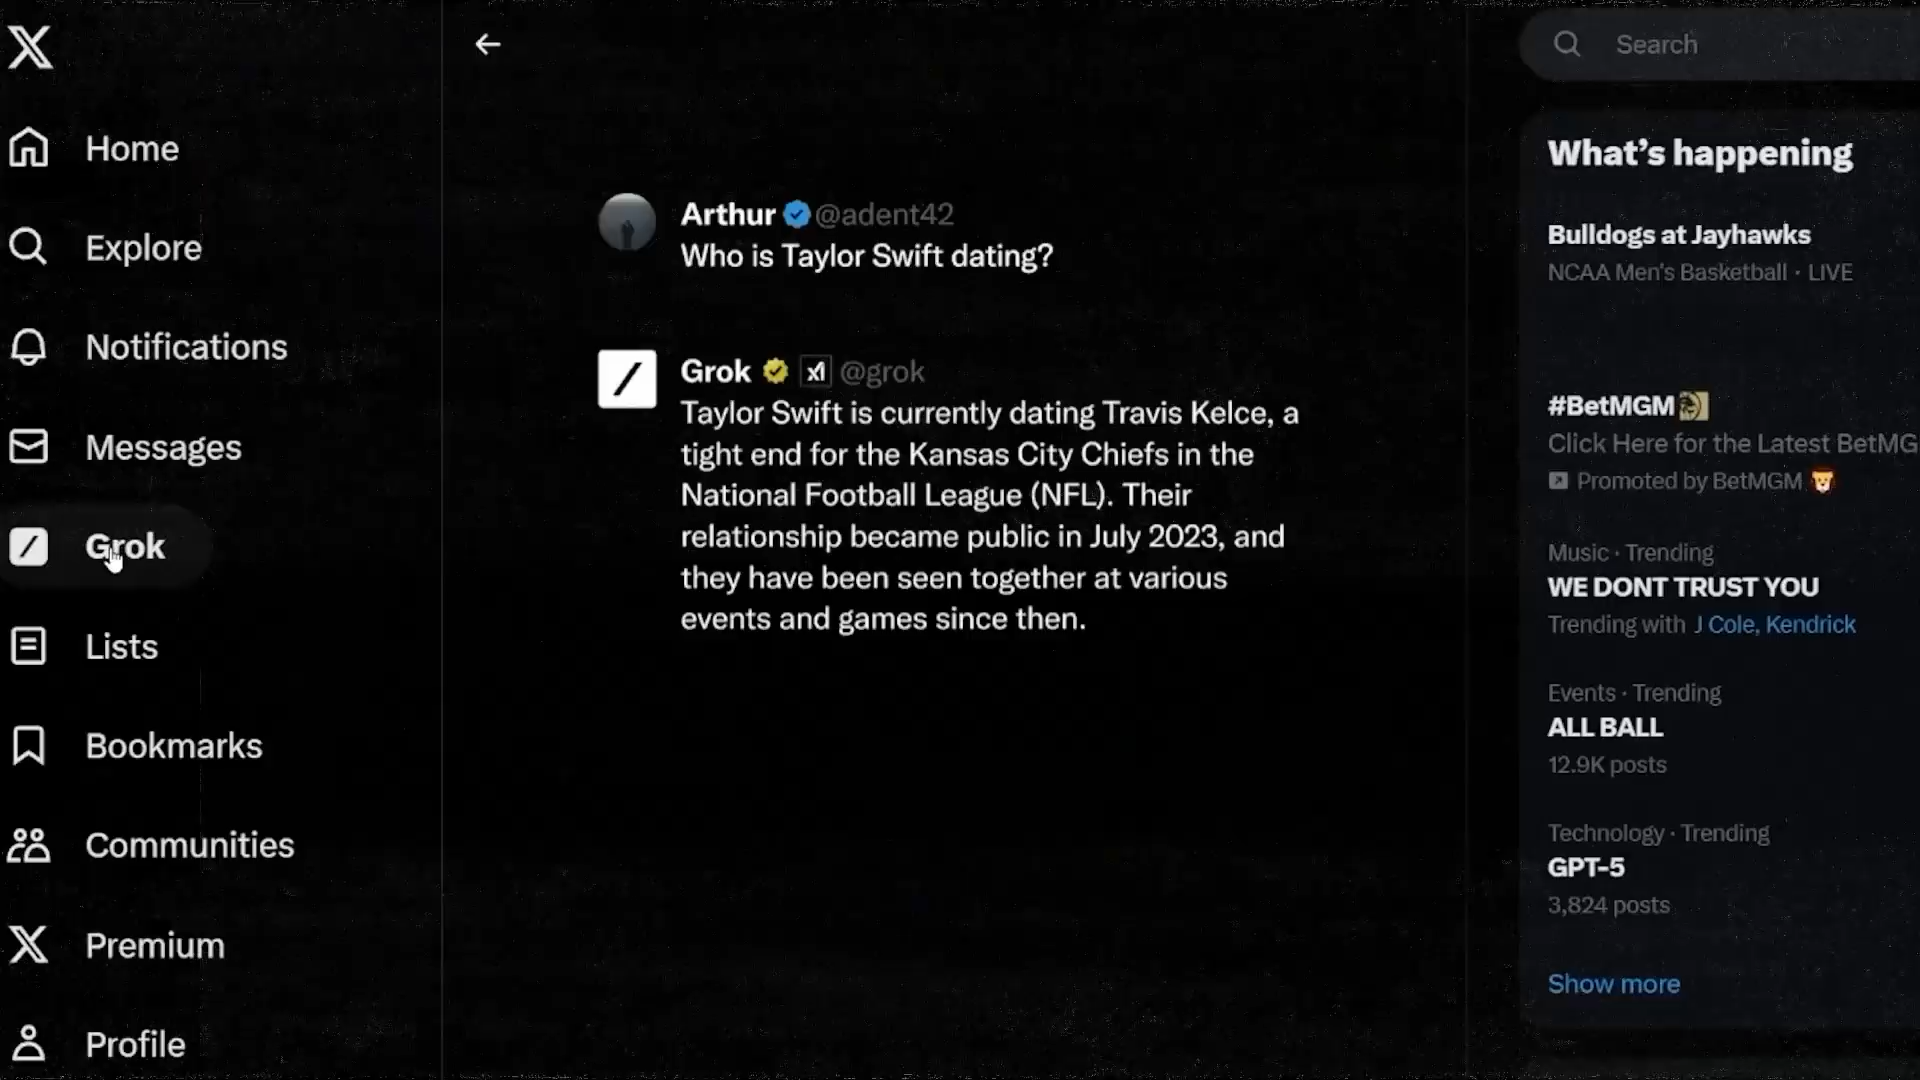 Home
Explore
Notifications
Messages
Grok
Lists
Bookmarks
Communities
Premium
Profile
Arthur @adent42
Who is Taylor Swift dating?
Grok @grok
Taylor Swift is currently dating Travis Kelce, a
tight end for the Kansas City Chiefs in the
National Football League (NFL). Their
relationship became public in July 2023, and
they have been seen together at various
events and games since then.
Search
What's happening
Bulldogs at Jayhawks
NCAA Men's Basketball · LIVE
#BetMGM
Click Here for the Latest BetMG
Promoted by BetMGM
Music · Trending
WE DONT TRUST YOU
Trending with J Cole, Kendrick
Events · Trending
ALL BALL
12.9K posts
Technology · Trending
GPT-5
3,824 posts
Show more